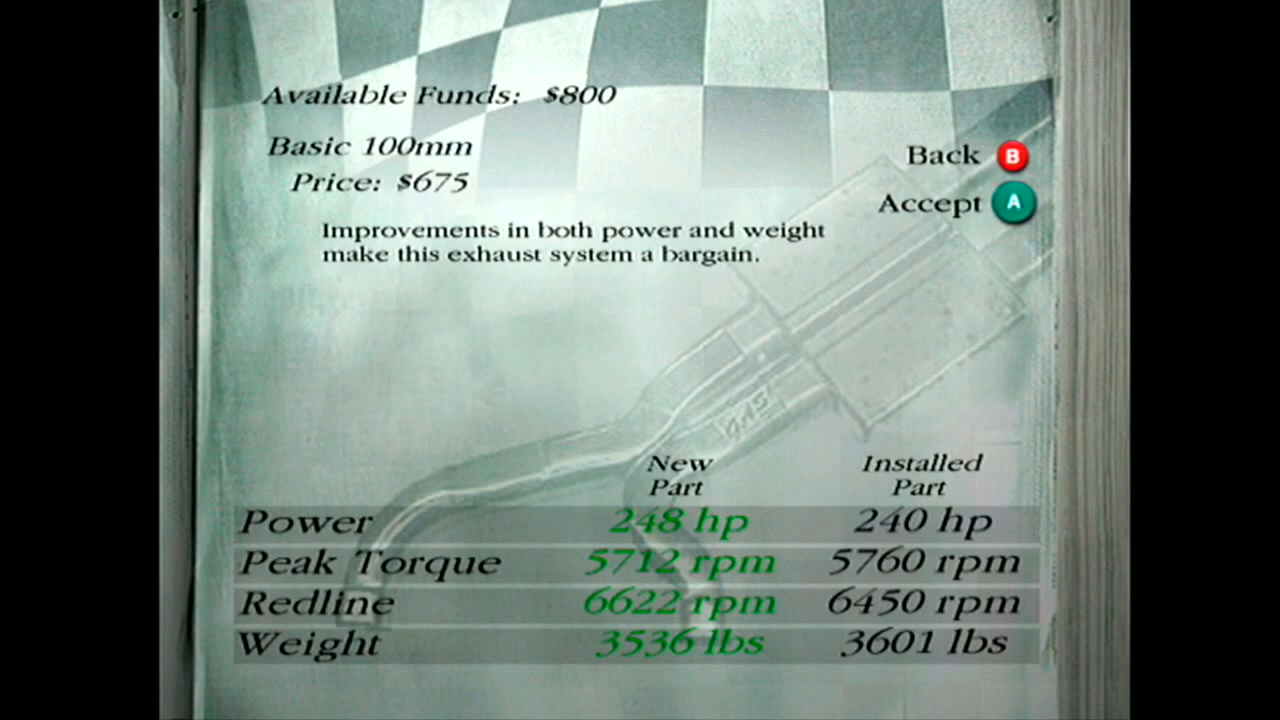 Available Funds: $800
Basic 100mm
Price: $675
Back B
Accept A
Improvements in both power and weight
make this exhaust system a bargain.
New Installed
Part Part
Power 248 hp 240 hp
Peak Torque 5712 rpm 5760 rpm
Redline 6622 rpm 6450 rpm
Weight 3536 lbs 3601 lbs